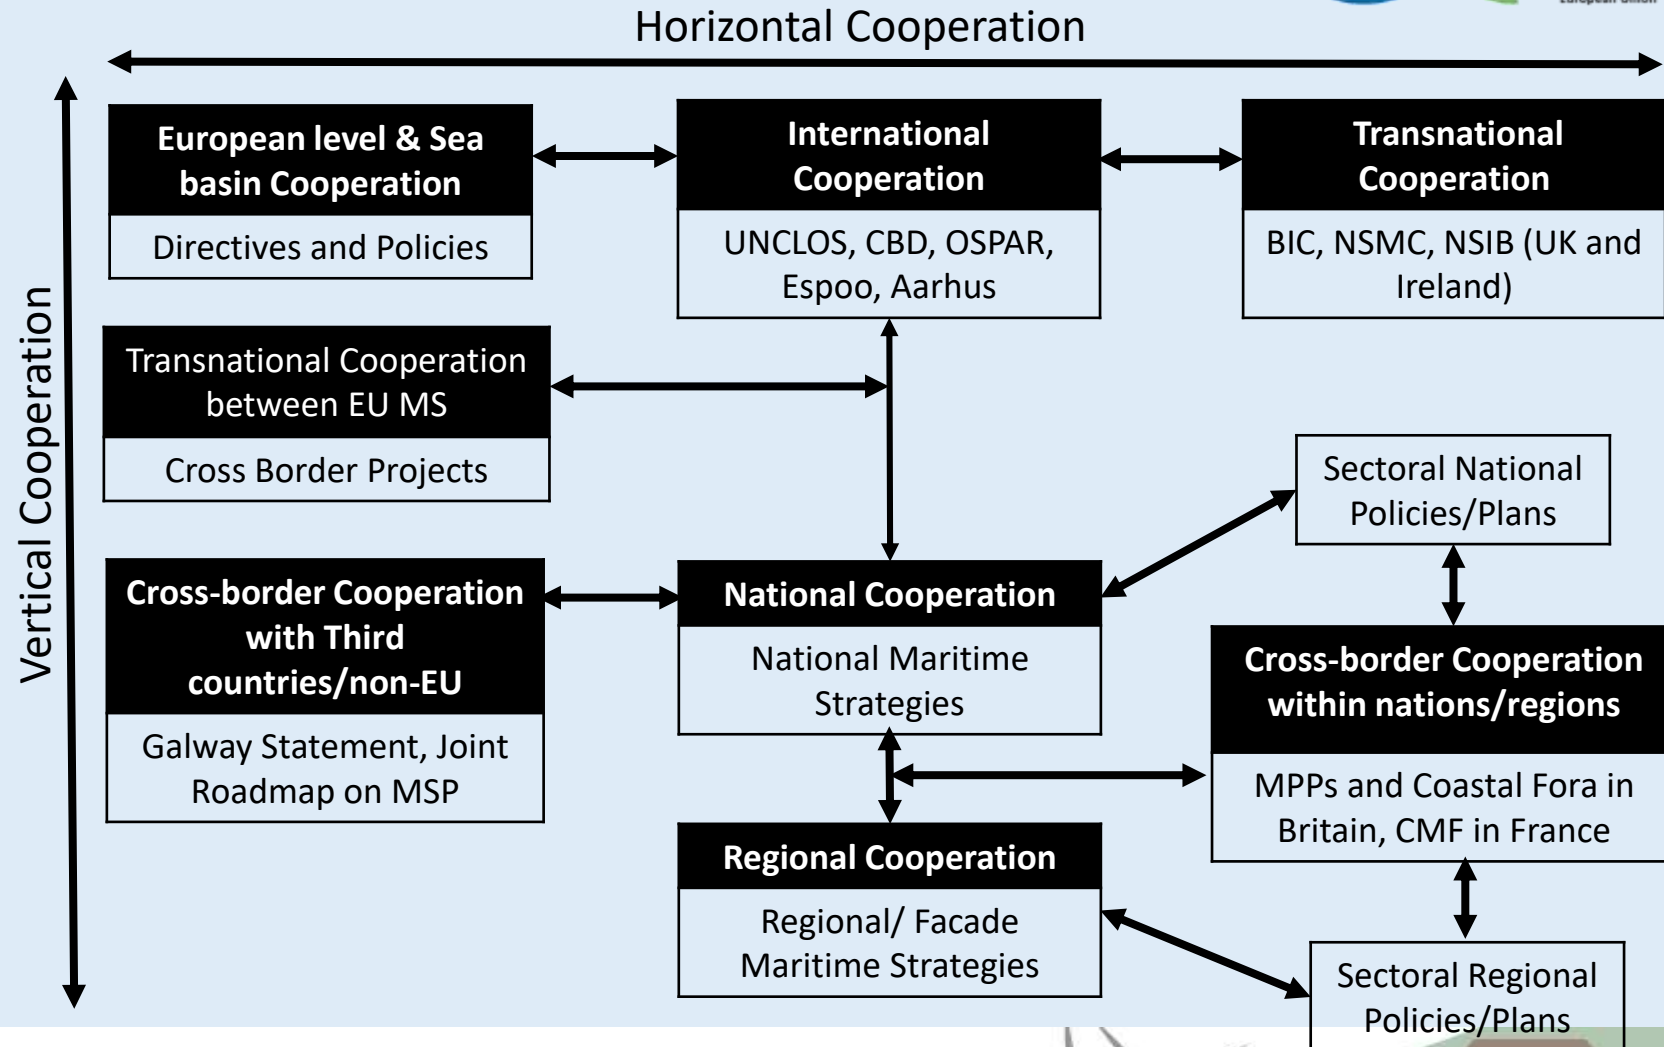 European Union
Horizontal Cooperation
Vertical Cooperation
European level & Sea
basin Cooperation
Directives and Policies
International
Cooperation
UNCLOS, CBD, OSPAR,
Espoo, Aarhus
Transnational
Cooperation
BIC, NSMC, NSIB (UK and
Ireland)
Transnational Cooperation
between EU MS
Cross Border Projects
Sectoral National
Policies/Plans
Cross-border Cooperation
with Third
countries/non-EU
Galway Statement, Joint
Roadmap on MSP
National Cooperation
National Maritime
Strategies
Cross-border Cooperation
within nations/regions
MPPs and Coastal Fora in
Britain, CMF in France
Regional Cooperation
Regional/ Facade
Maritime Strategies
Sectoral Regional
Policies/Plans